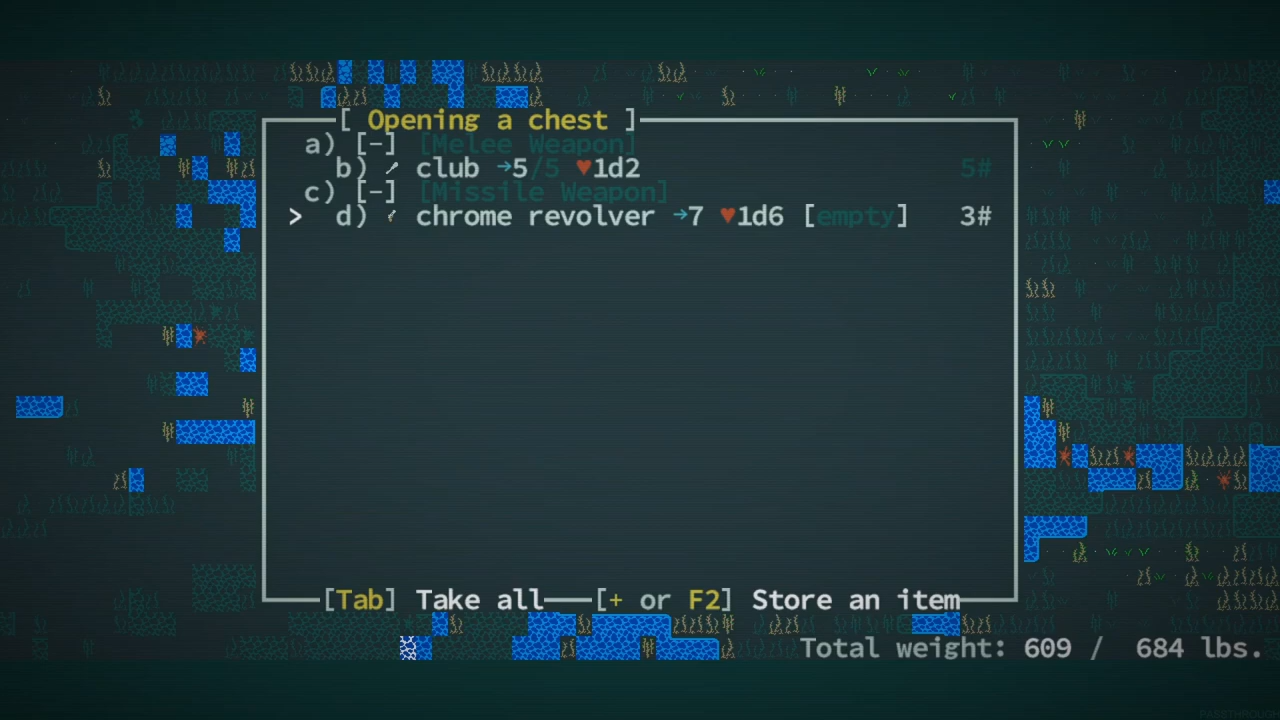 [ Opening a chest ]
a) [-] [Melee Weapon]
b) club →5/5 ♥1d2 5#
c) [-] [Missile Weapon]
> d) chrome revolver →7 ♥1d6 [empty] 3#
[Tab] Take all [+ or F2] Store an item
Total weight: 609 / 684 lbs.